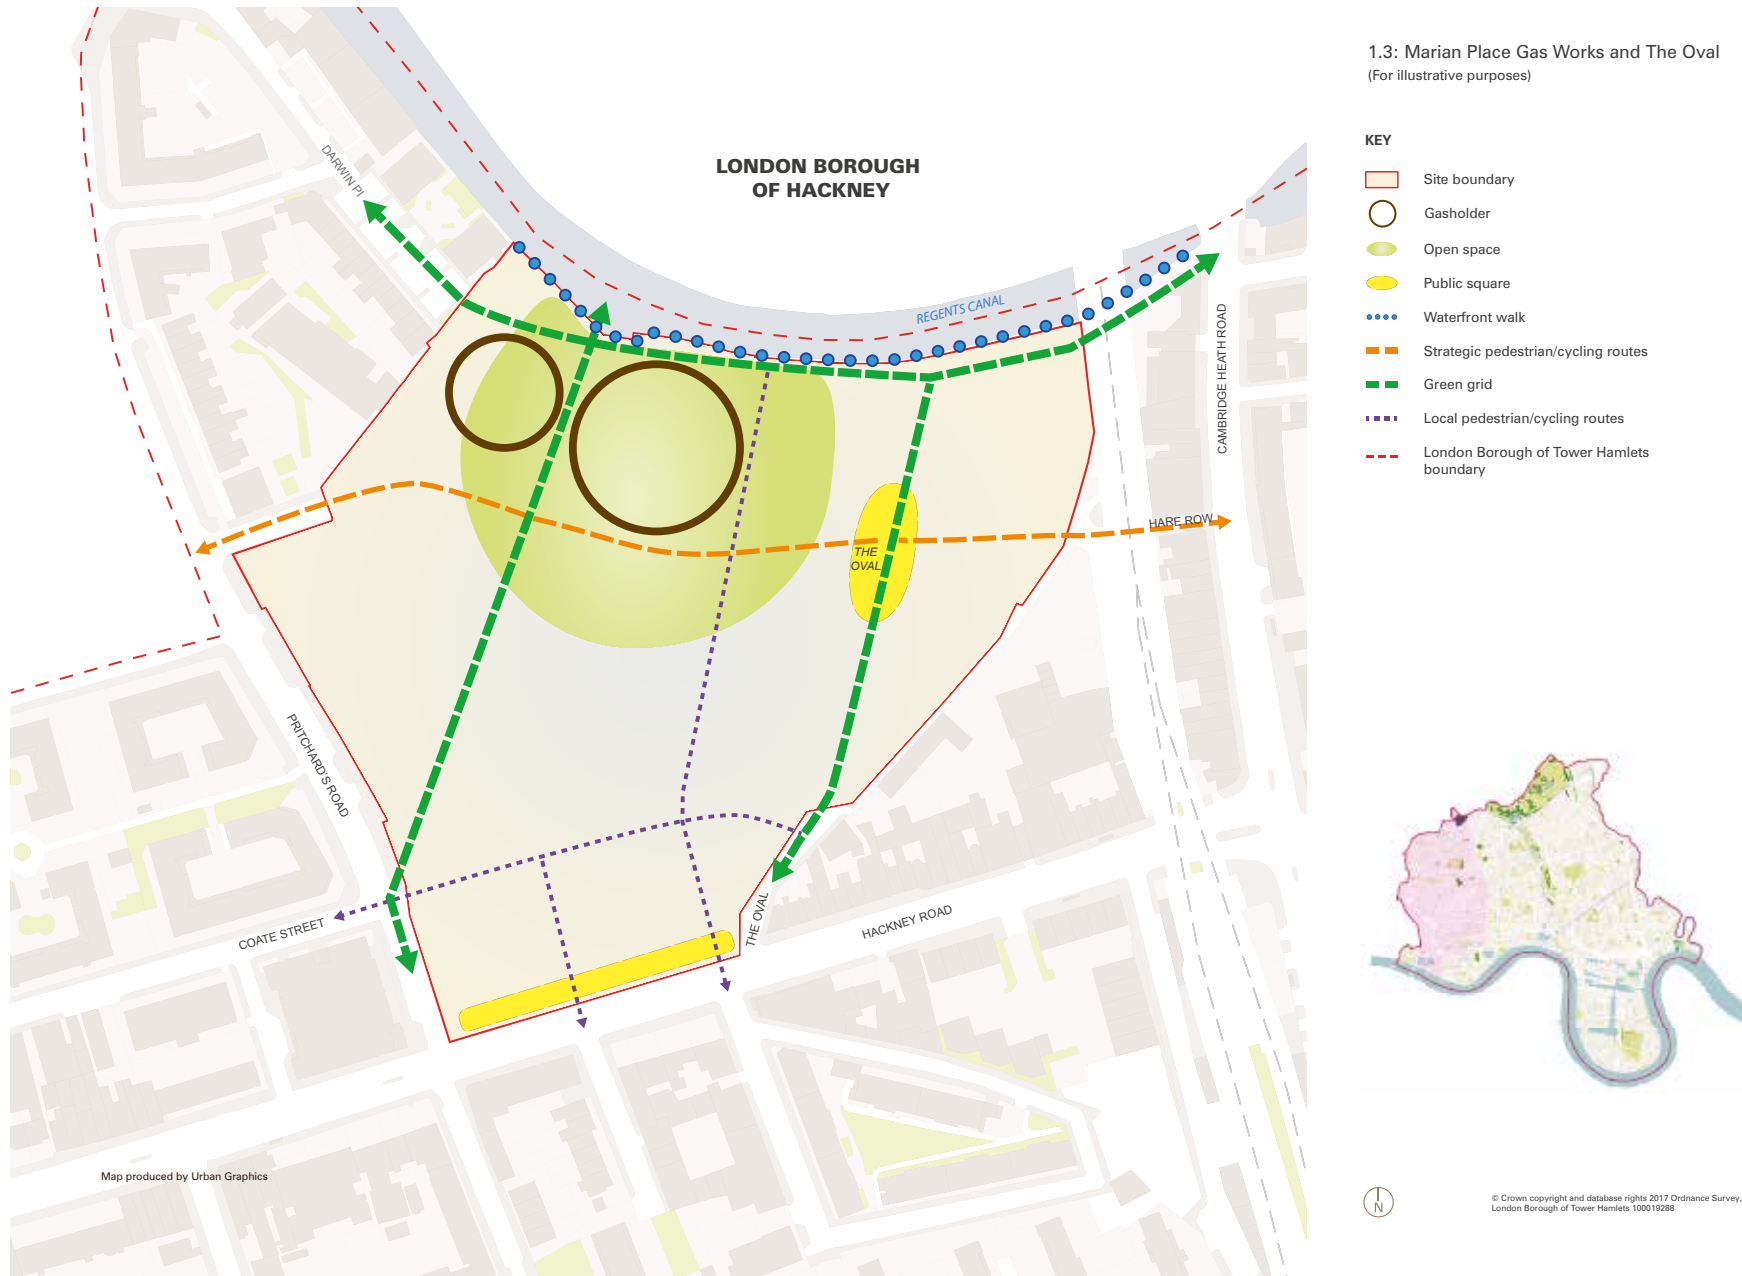 1.3: Marian Place Gas Works and The Oval
(For illustrative purposes)
KEY
Site boundary
Gasholder
Open space
Public square
Waterfront walk
Strategic pedestrian/cycling routes
Green grid
Local pedestrian/cycling routes
London Borough of Tower Hamlets
boundary
LONDON BOROUGH
OF HACKNEY
DARWIN Pl
REGENTS CANAL
CAMBRIDGE HEATH ROAD
HARE ROW
THE
OVAL
PRITCHARD'S ROAD
COATE STREET
THE OVAL
HACKNEY ROAD
Map produced by Urban Graphics
N
© Crown copyright and database rights 2017 Ordnance Survey,
London Borough of Tower Hamlets 100019288